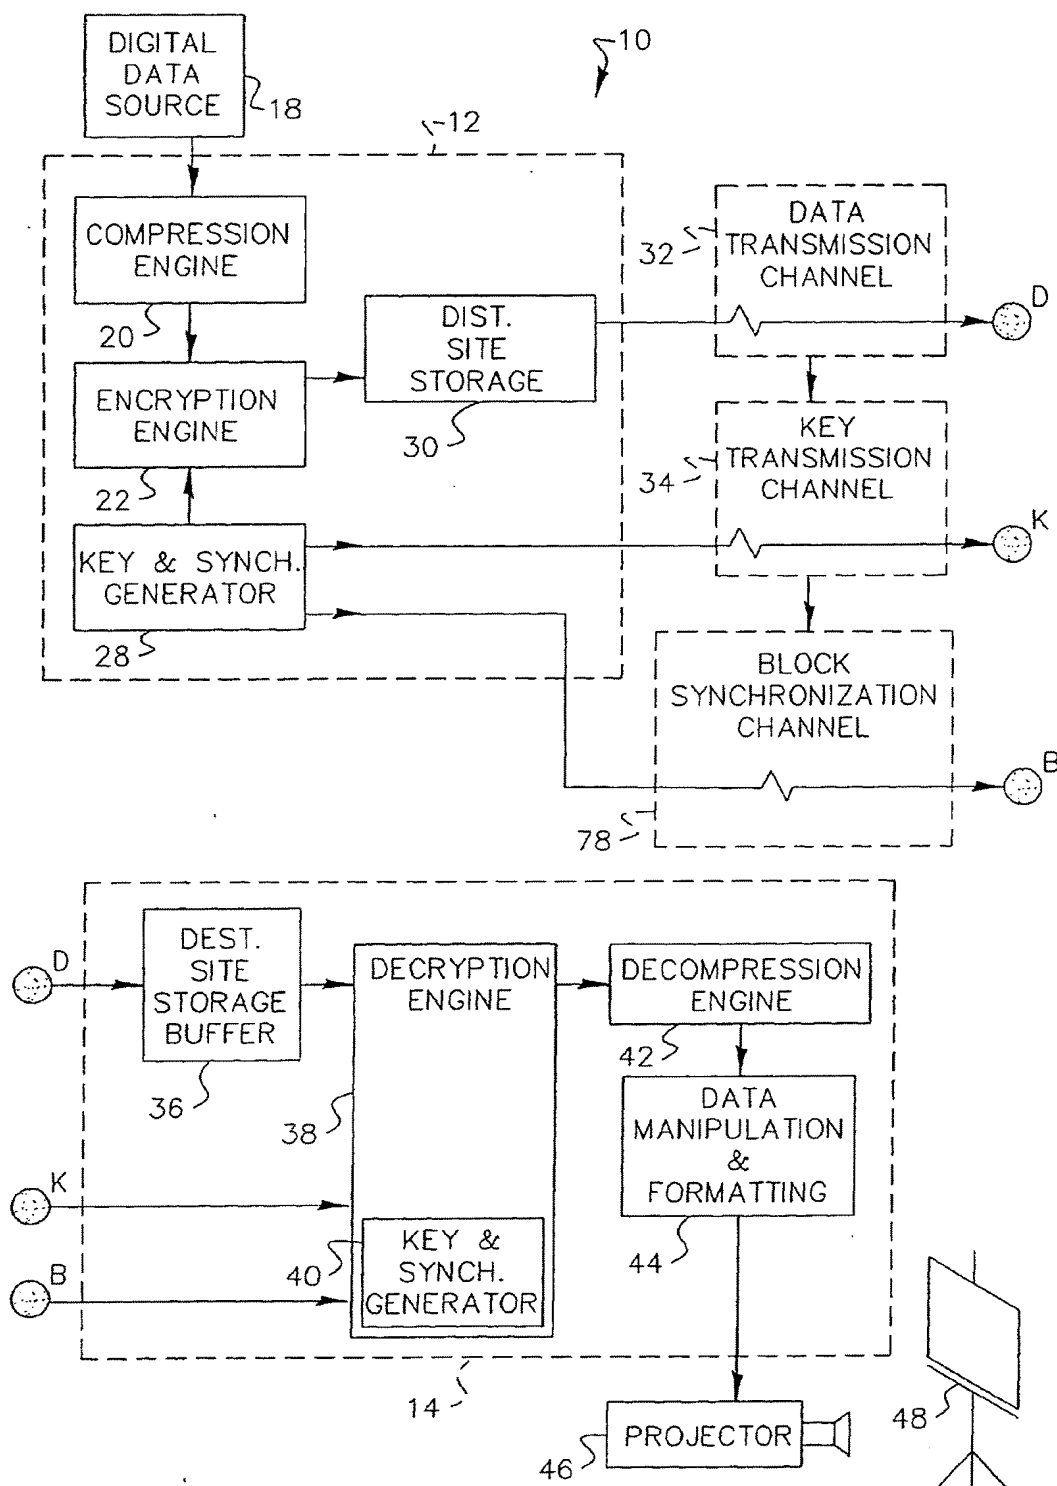 DIGITAL
DATA
SOURCE
18
10
12
COMPRESSION
ENGINE
20
ENCRYPTION
ENGINE
22
KEY & SYNCH.
GENERATOR
28
DIST.
SITE
STORAGE
30
DATA
TRANSMISSION
CHANNEL
32
D
KEY
TRANSMISSION
CHANNEL
34
K
BLOCK
SYNCHRONIZATION
CHANNEL
78
B
D
DEST.
SITE
STORAGE
BUFFER
36
K
B
DECRYPTION
ENGINE
38
KEY &
SYNCH.
GENERATOR
40
DECOMPRESSION
ENGINE
42
DATA
MANIPULATION
&
FORMATTING
44
14
PROJECTOR
46
48